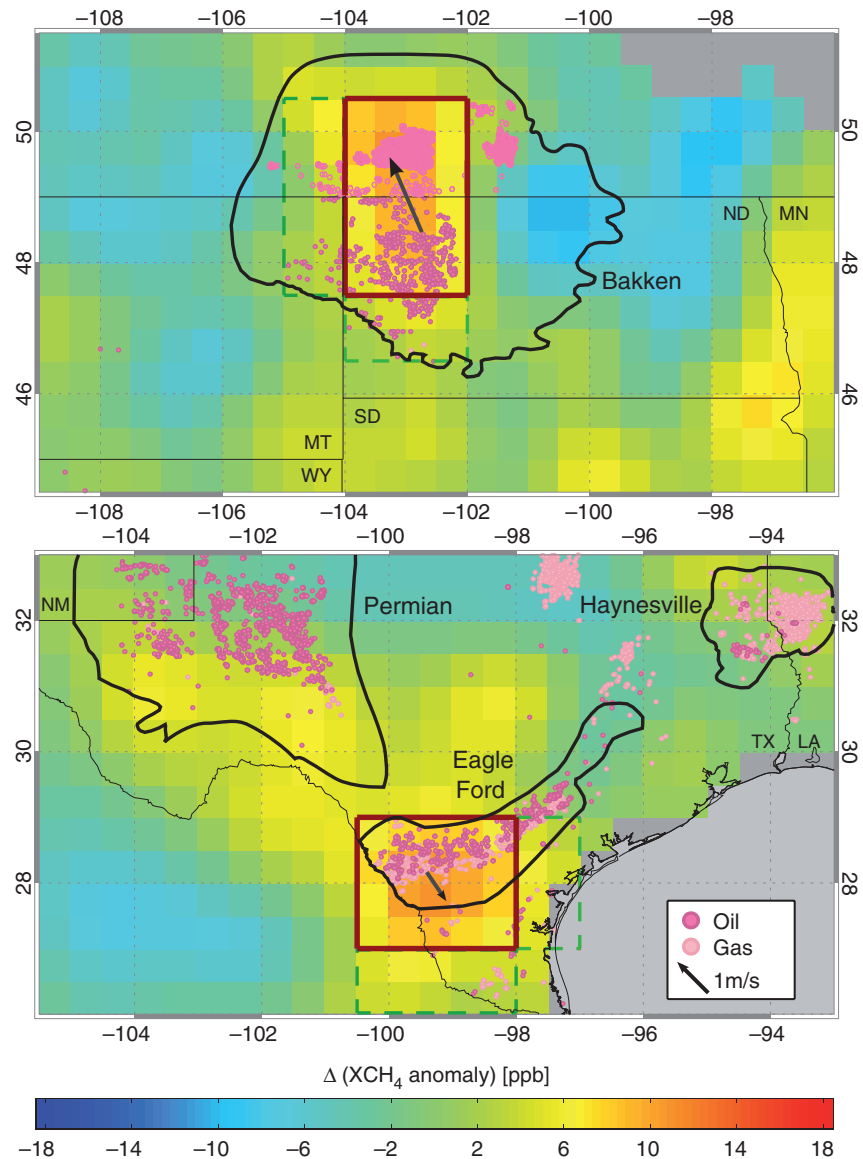 −108 −106 −104 −102 −100 −98
50 50
ND MN
48 48
Bakken
46 46
SD
MT
WY
−108 −106 −104 −102 −100 −98
−104 −102 −100 −98 −96 −94
NM Permian Haynesville
32 32
30 30
TX LA
Eagle
Ford
28 28
Oil
Gas
1m/s
−104 −102 −100 −98 −96 −94
Δ (XCH₄ anomaly) [ppb]
−18 −14 −10 −6 −2 2 6 10 14 18